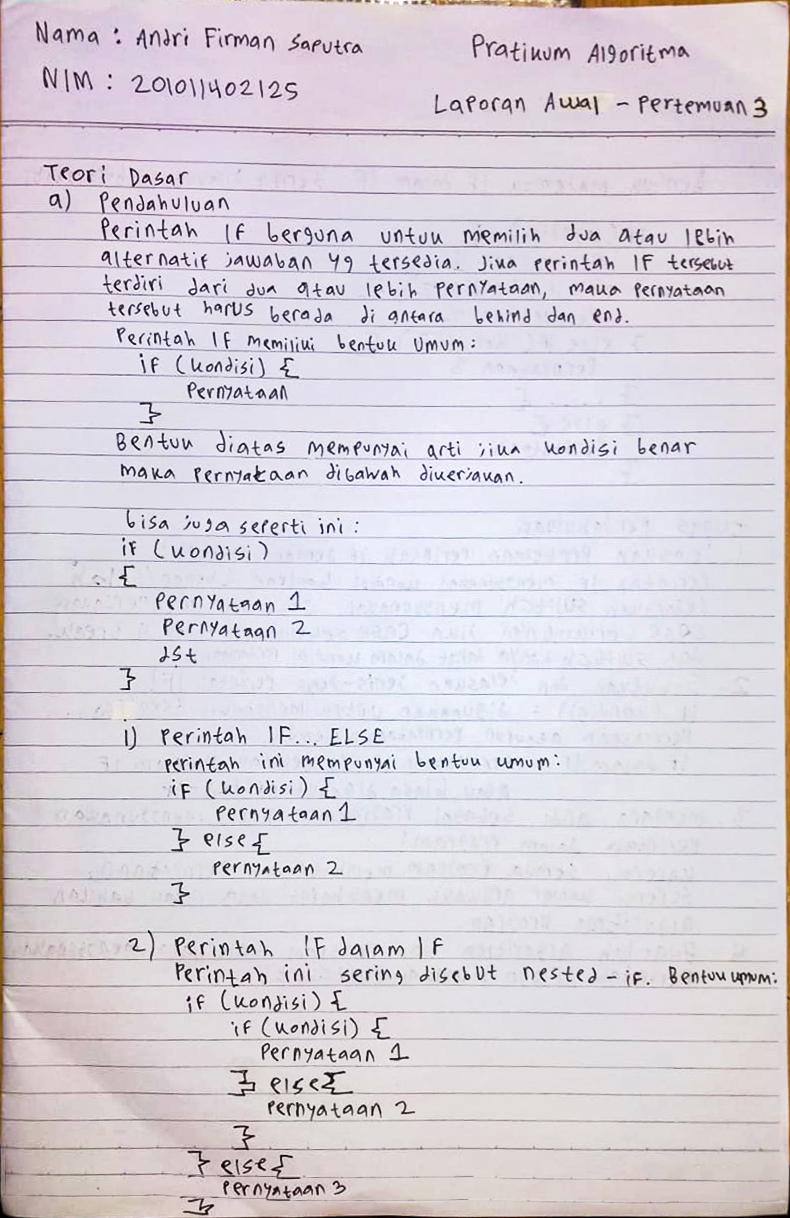 Nama : Andri Firman Saputra
NIM : 201011402125
Pratikum Algoritma
Laporan Awal - Pertemuan 3
Teori Dasar
a) Pendahuluan
Perintah IF berguna untuk memilih dua atau lebih
alternatif jawaban yg tersedia. Jika perintah IF tersebut
terdiri dari dua atau lebih pernyataan, maka pernyataan
tersebut harus berada di antara behind dan end.
Perintah IF memiliki bentuk Umum :
if (kondisi) {
Pernyataan
}
Bentuk diatas mempunyai arti jika kondisi benar
maka pernyataan dibawah dikerjakan.
bisa juga seperti ini :
if (kondisi)
{
Pernyataan 1
Pernyataan 2
dst
}
1) Perintah IF... ELSE
Perintah ini mempunyai bentuk umum :
if (kondisi) {
Pernyataan 1
} else {
Pernyataan 2
}
2) Perintah IF dalam IF
Perintah ini sering disebut nested - if. Bentuk umum:
if (kondisi) {
if (kondisi) {
Pernyataan 1
} else {
Pernyataan 2
}
} else {
Pernyataan 3
}